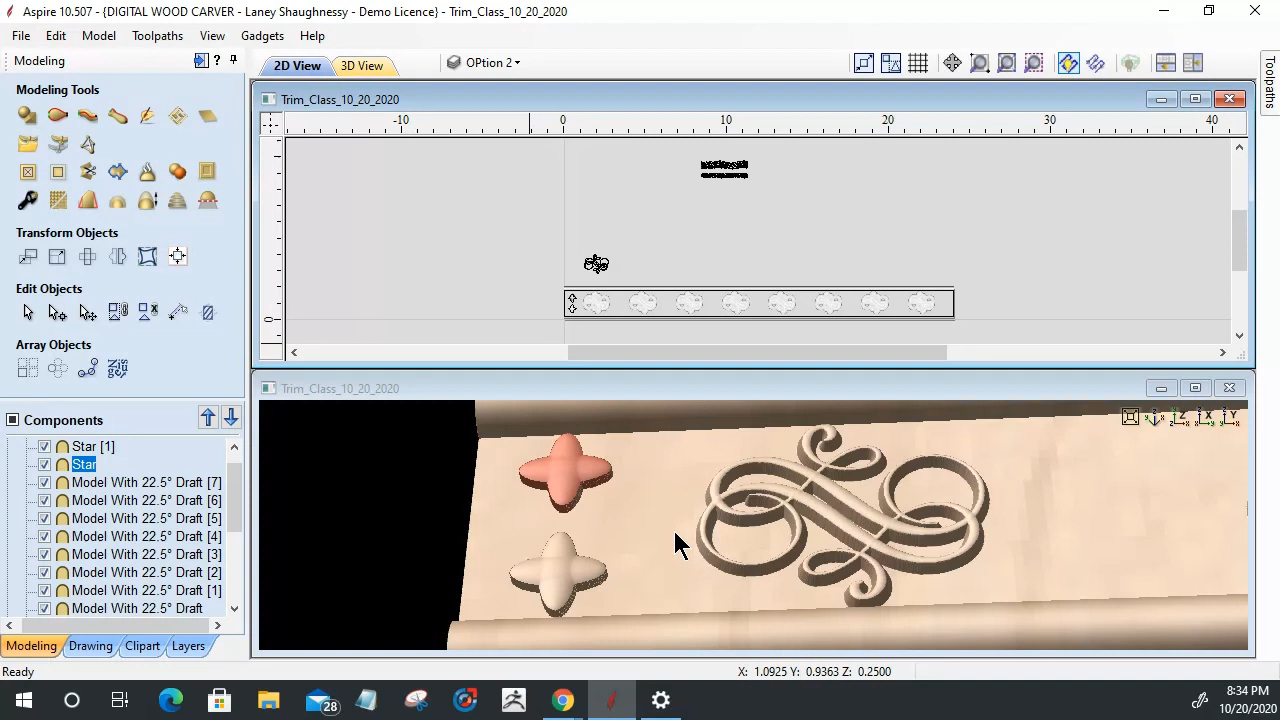 Aspire 10.507 - {DIGITAL WOOD CARVER - Laney Shaughnessy - Demo Licence} - Trim_Class_10_20_2020
File Edit Model Toolpaths View Gadgets Help
Modeling ?
2D View 3D View OPtion 2
Toolpaths
Modeling Tools
Trim_Class_10_20_2020
-10 0 10 20 30 40
0
Transform Objects
Edit Objects
Array Objects
Trim_Class_10_20_2020
Components
Star [1]
Star
Model With 22.5° Draft [7]
Model With 22.5° Draft [6]
Model With 22.5° Draft [5]
Model With 22.5° Draft [4]
Model With 22.5° Draft [3]
Model With 22.5° Draft [2]
Model With 22.5° Draft [1]
Model With 22.5° Draft
Modeling Drawing Clipart Layers
Ready X: 1.0925 Y: 0.9363 Z: 0.2500
28
8:34 PM
10/20/2020